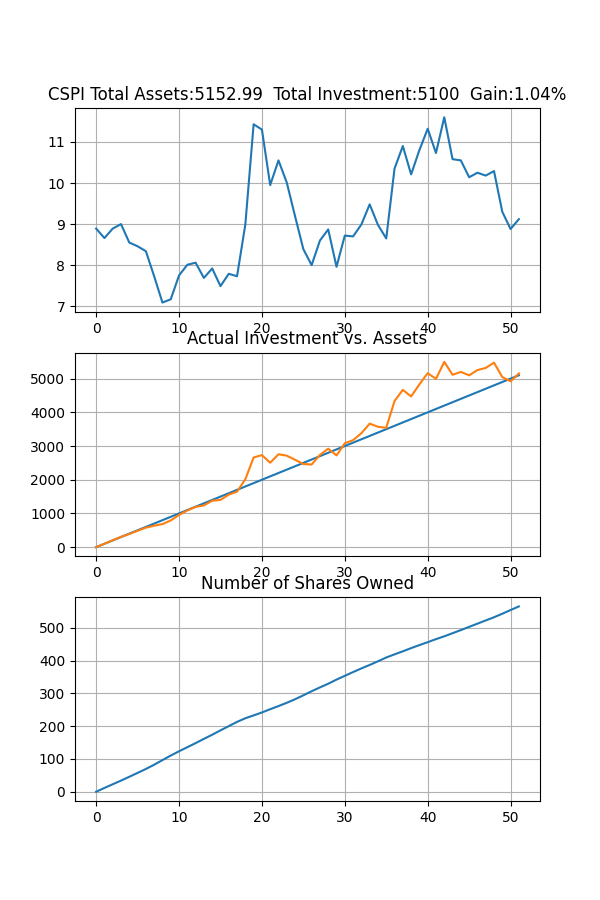 CSPI Total Assets:5152.99  Total Investment:5100  Gain:1.04%
11
10
9
8
7
0 10 20 30 40 50
Actual Investment vs. Assets
5000
4000
3000
2000
1000
0
0 10 20 30 40 50
Number of Shares Owned
500
400
300
200
100
0
0 10 20 30 40 50